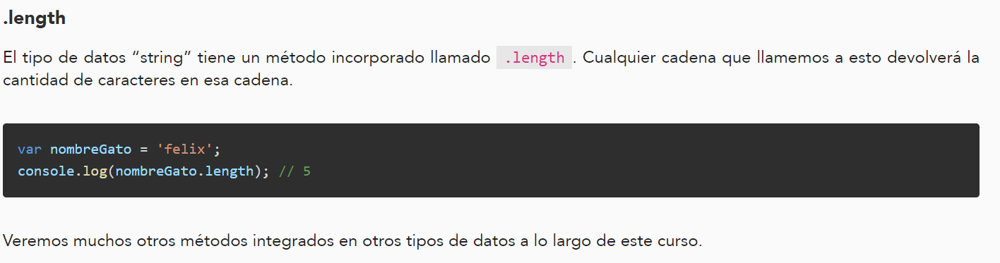 .length
El tipo de datos “string” tiene un método incorporado llamado .length. Cualquier cadena que llamemos a esto devolverá la
cantidad de caracteres en esa cadena.
var nombreGato = 'felix';
console.log(nombreGato.length); // 5
Veremos muchos otros métodos integrados en otros tipos de datos a lo largo de este curso.